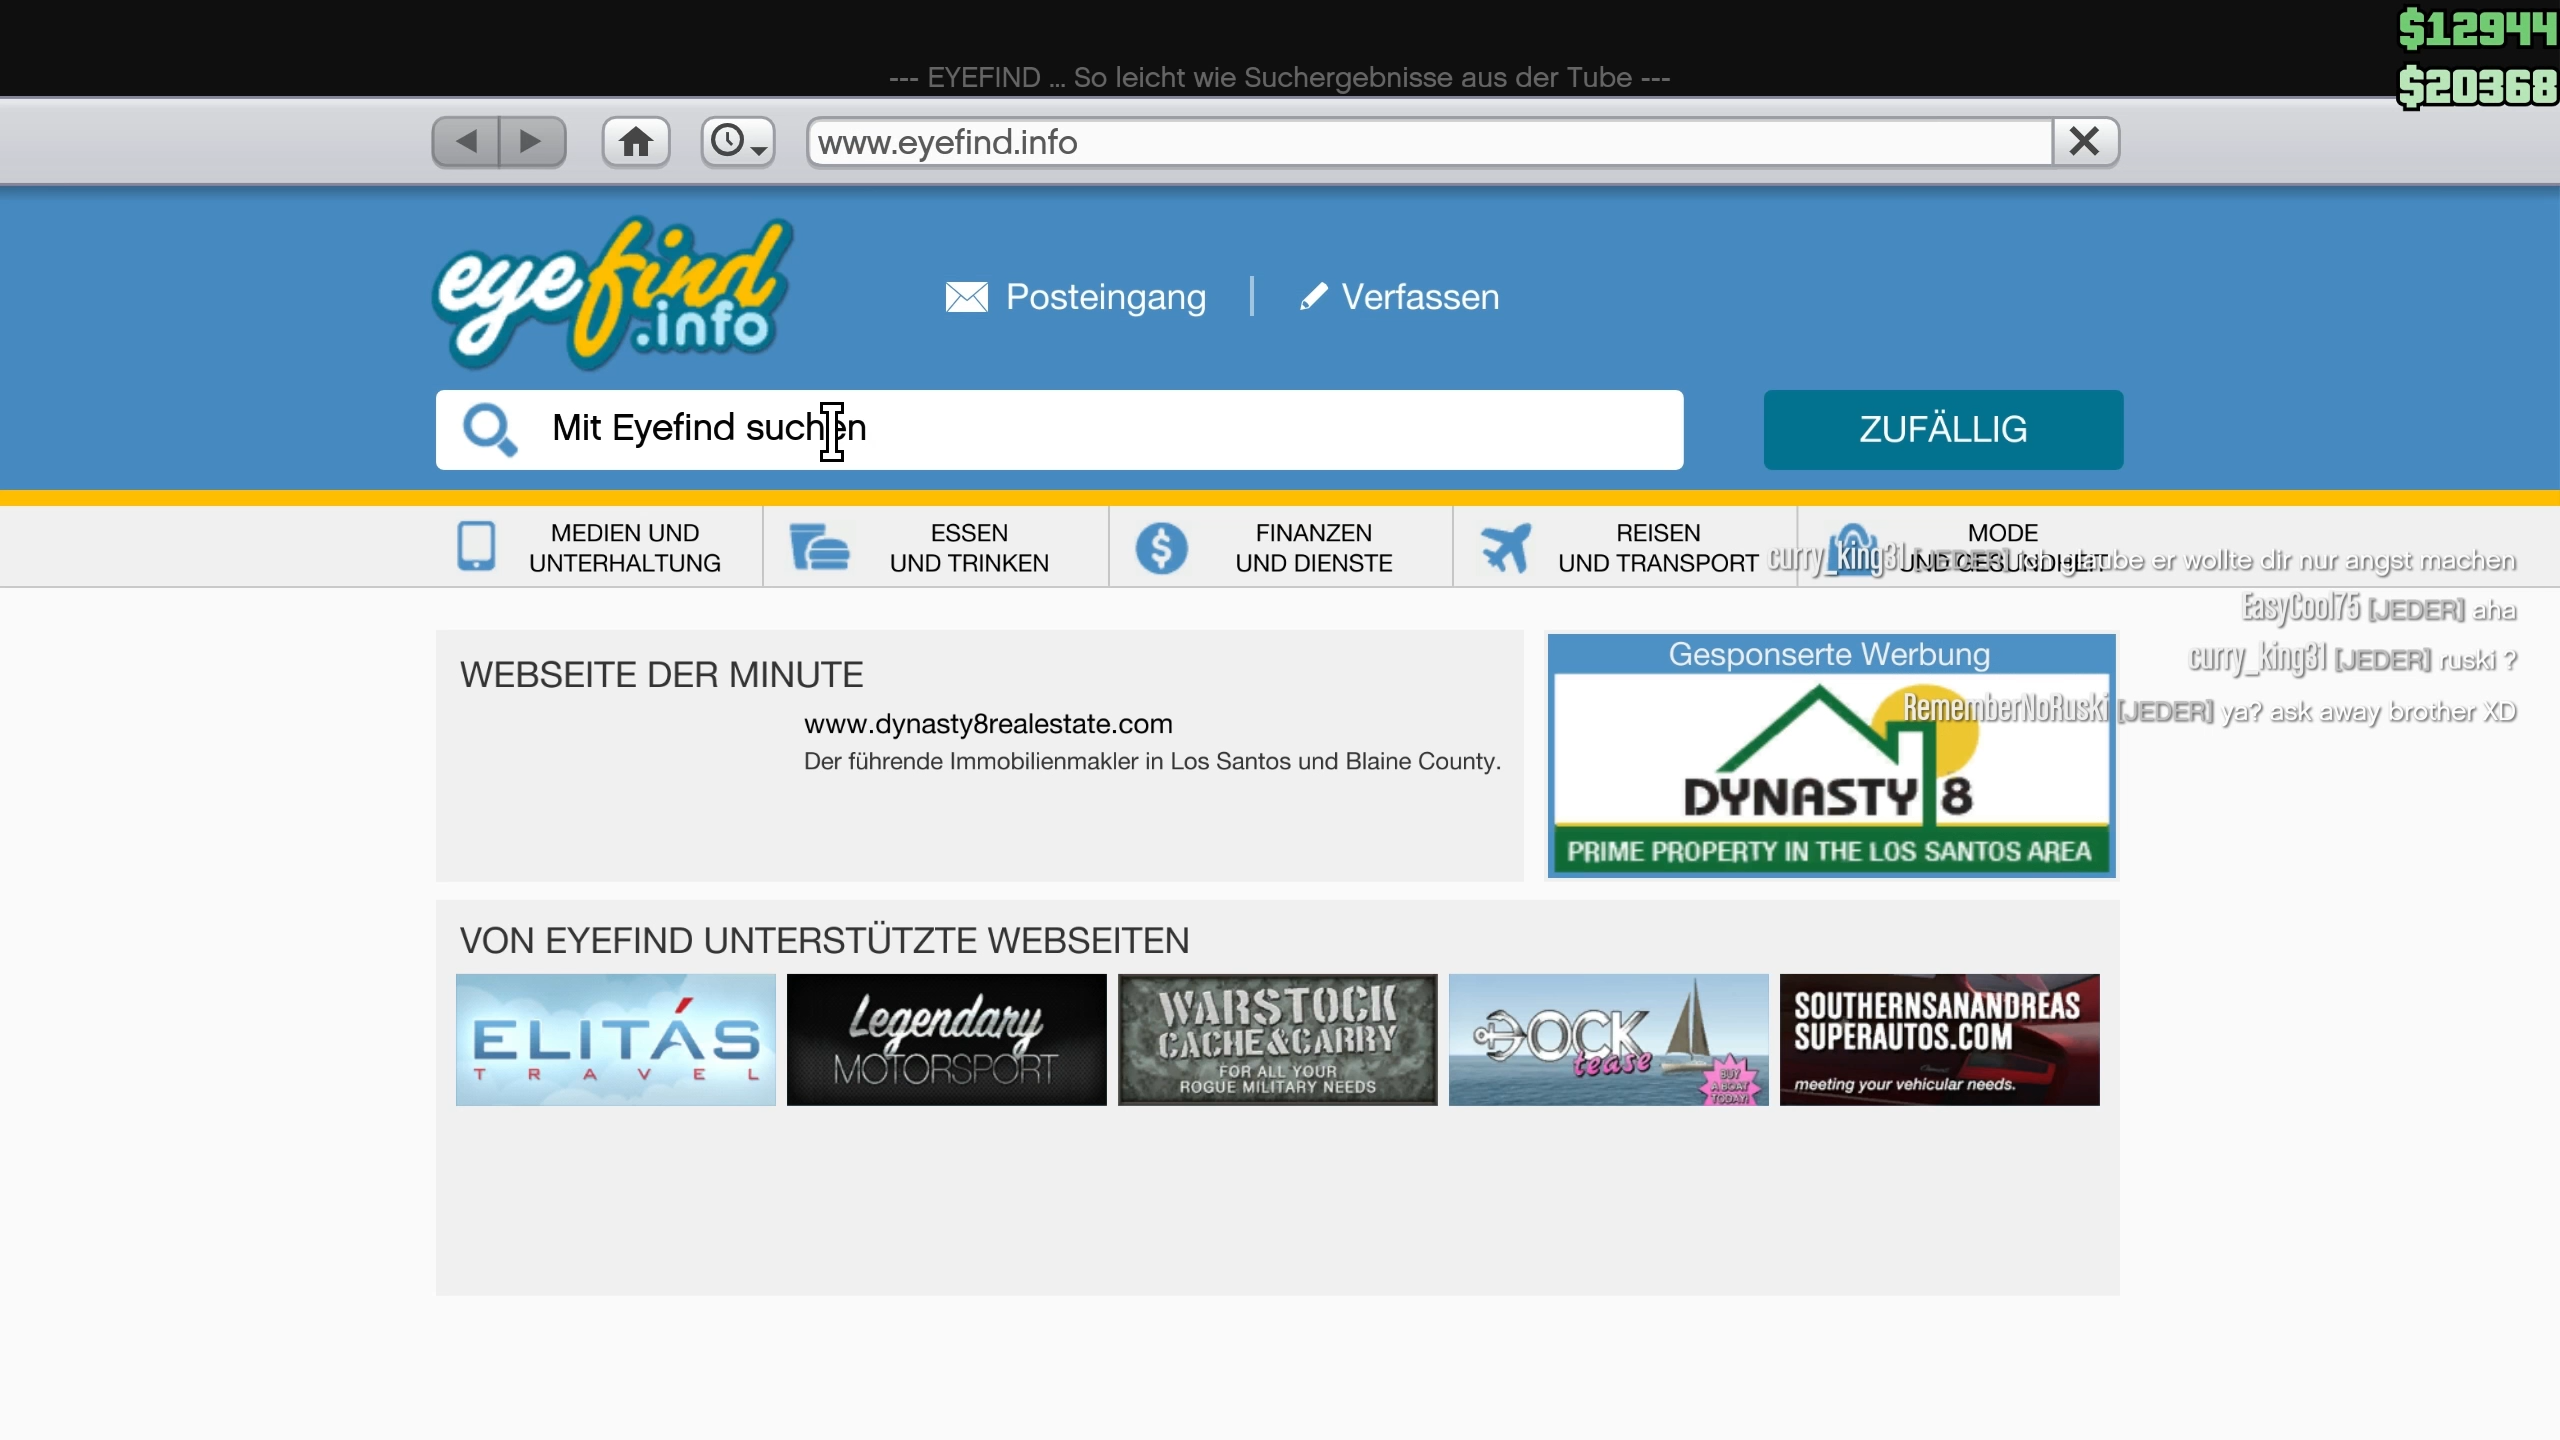 $12944
--- EYEFIND ... So leicht wie Suchergebnisse aus der Tube ---
$20368
www.eyefind.info
eyefind
.info
Posteingang
Verfassen
Mit Eyefind suchen
ZUFÄLLIG
MEDIEN UND
UNTERHALTUNG
ESSEN
UND TRINKEN
FINANZEN
UND DIENSTE
REISEN
UND TRANSPORT
MODE
UND GESUNDHEIT
curry_king31 [JEDER] ich glaube er wollte dir nur angst machen
EasyCool75 [JEDER] aha
curry_king31 [JEDER] ruski ?
RememberNoRuski [JEDER] ya? ask away brother XD
WEBSEITE DER MINUTE
www.dynasty8realestate.com
Der führende Immobilienmakler in Los Santos und Blaine County.
Gesponserte Werbung
DYNASTY 8
PRIME PROPERTY IN THE LOS SANTOS AREA
VON EYEFIND UNTERSTÜTZTE WEBSEITEN
ELITÁS
TRAVEL
Legendary
MOTORSPORT
WARSTOCK
CACHE&CARRY
FOR ALL YOUR
ROGUE MILITARY NEEDS
DOCK
tease
BUY
A BOAT
TODAY!
SOUTHERNSANANDREAS
SUPERAUTOS.COM
meeting your vehicular needs.